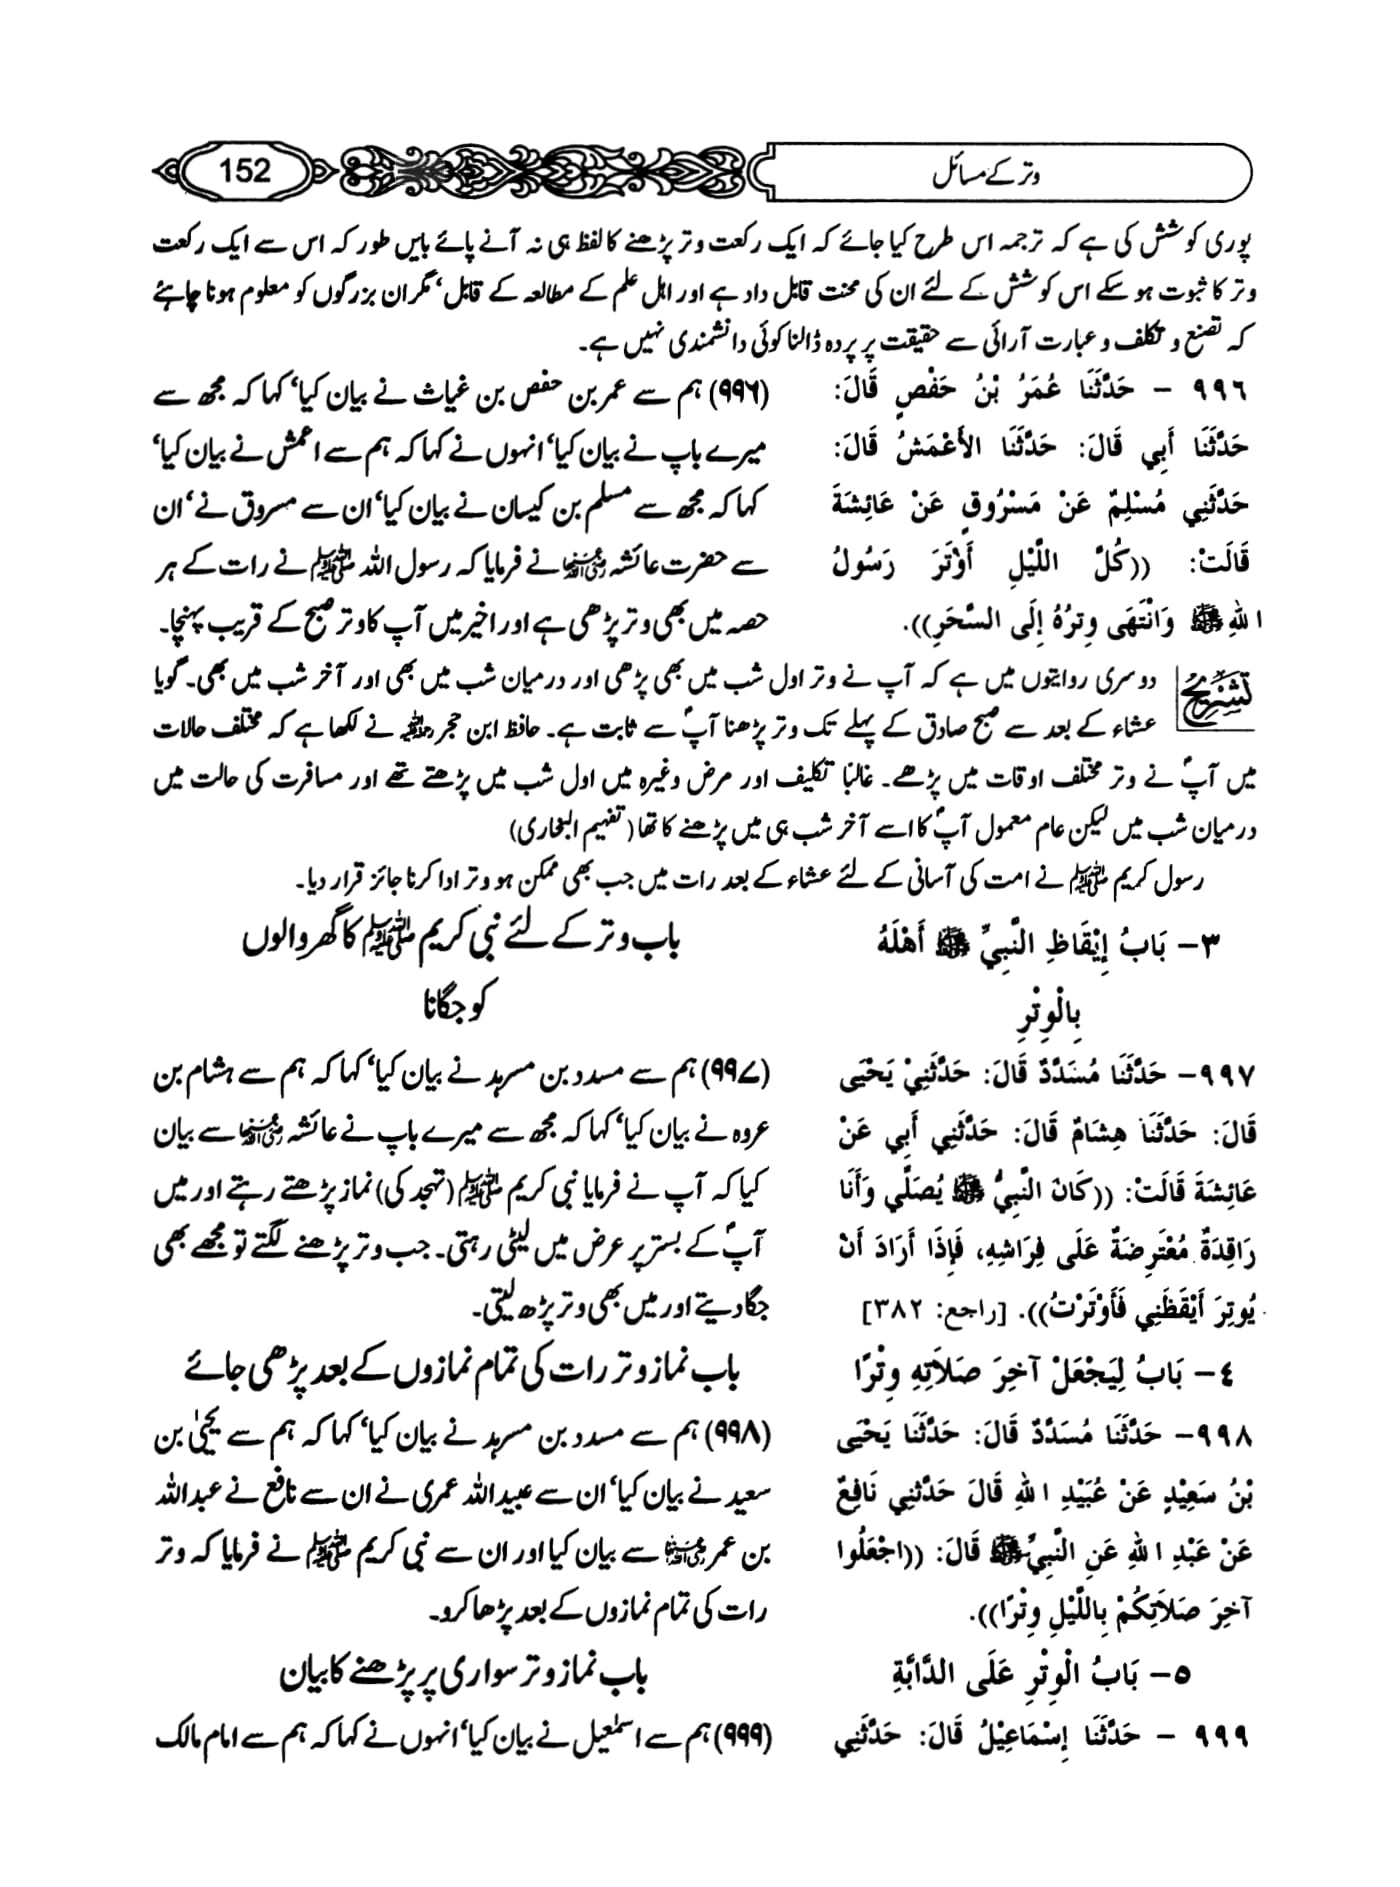 وتر کے مسائل
152
پوری کوشش کی ہے کہ ترجمہ اس طرح کیا جائے کہ ایک رکعت وتر پڑھنے کا لفظ ہی نہ آنے پائے بایں طور کہ اس سے ایک رکعت
وتر کا ثبوت ہو سکے اس کوشش کے لئے ان کی محنت قابل داد ہے اور اہل علم کے مطالعہ کے قابل‘ مگر ان بزرگوں کو معلوم ہونا چاہئے
کہ تصنع و تکلف و عبارت آرائی سے حقیقت پر پردہ ڈالنا کوئی دانشمندی نہیں ہے۔
٩٩٦ – حَدَّثَنَا عُمَرُ بْنُ حَفْصٍ قَالَ:
حَدَّثَنَا أَبِي قَالَ: حَدَّثَنَا الأَعْمَشُ قَالَ:
حَدَّثَنِي مُسْلِمٌ عَنْ مَسْرُوقٍ عَنْ عَائِشَةَ
قَالَتْ: ((كُلَّ اللَّيْلِ أَوْتَرَ رَسُولُ
اللهِ ﷺ وَانْتَهَى وِتْرُهُ إِلَى السَّحَرِ)).
(۹۹۶) ہم سے عمر بن حفص بن غیاث نے بیان کیا‘ کہا کہ مجھ سے
میرے باپ نے بیان کیا‘ انہوں نے کہا کہ ہم سے اعمش نے بیان کیا‘
کہا کہ مجھ سے مسلم بن کیسان نے بیان کیا‘ ان سے مسروق نے‘ ان
سے حضرت عائشہ رضی اللہ عنہا نے فرمایا کہ رسول اللہ ﷺ نے رات کے ہر
حصہ میں بھی وتر پڑھی ہے اور اخیر میں آپ کا وتر صبح کے قریب پہنچا۔
تشریح
دوسری روایتوں میں ہے کہ آپ نے وتر اول شب میں بھی پڑھی اور درمیان شب میں بھی اور آخر شب میں بھی۔ گویا
عشاء کے بعد سے صبح صادق کے پہلے تک وتر پڑھنا آپؐ سے ثابت ہے۔ حافظ ابن حجر رحمہ اللہ نے لکھا ہے کہ مختلف حالات
میں آپؐ نے وتر مختلف اوقات میں پڑھے۔ غالبا تکلیف اور مرض وغیرہ میں اول شب میں پڑھتے تھے اور مسافرت کی حالت میں
درمیان شب میں لیکن عام معمول آپؐ کا اسے آخر شب ہی میں پڑھنے کا تھا (تفہیم البخاری)
رسول کریم ﷺ نے امت کی آسانی کے لئے عشاء کے بعد رات میں جب بھی ممکن ہو وتر ادا کرنا جائز قرار دیا۔
٣– بَابُ إِيْقَاظِ النَّبِيِّ ﷺ أَهْلَهُ
بِالْوِتْرِ
باب وتر کے لئے نبی کریم ﷺ کا گھر والوں
کو جگانا
٩٩٧– حَدَّثَنَا مُسَدَّدٌ قَالَ: حَدَّثَنِيْ يَحْيَى
قَالَ: حَدَّثَنَا هِشَامٌ قَالَ: حَدَّثَنِي أَبِي عَنْ
عَائِشَةَ قَالَتْ: ((كَانَ النَّبِيُّ ﷺ يُصَلِّي وَأَنَا
رَاقِدَةٌ مُعْتَرِضَةٌ عَلَى فِرَاشِهِ، فَإِذَا أَرَادَ أَنْ
يُوتِرَ أَيْقَظَنِي فَأَوْتَرْتُ)). [راجع: ٣٨٢]
(۹۹۷) ہم سے مسدد بن مسرہد نے بیان کیا‘ کہا کہ ہم سے ہشام بن
عروہ نے بیان کیا‘ کہا کہ مجھ سے میرے باپ نے عائشہ رضی اللہ عنہا سے بیان
کیا کہ آپ نے فرمایا نبی کریم ﷺ (تہجد کی) نماز پڑھتے رہتے اور میں
آپؐ کے بستر پر عرض میں لیٹی رہتی۔ جب وتر پڑھنے لگتے تو مجھے بھی
جگا دیتے اور میں بھی وتر پڑھ لیتی۔
٤– بَابُ لِيَجْعَلْ آخِرَ صَلَاتِهِ وِتْرًا
باب نماز وتر رات کی تمام نمازوں کے بعد پڑھی جائے
٩٩٨– حَدَّثَنَا مُسَدَّدٌ قَالَ: حَدَّثَنَا يَحْيَى
بْنُ سَعِيْدٍ عَنْ عُبَيْدِ اللهِ قَالَ حَدَّثَنِي نَافِعٌ
عَنْ عَبْدِ اللهِ عَنِ النَّبِيِّ ﷺ قَالَ: ((اجْعَلُوا
آخِرَ صَلَاتِكُمْ بِاللَّيْلِ وِتْرًا)).
(۹۹۸) ہم سے مسدد بن مسرہد نے بیان کیا‘ کہا کہ ہم سے یحیٰی بن
سعید نے بیان کیا‘ ان سے عبید اللہ عمری نے ان سے نافع نے عبداللہ
بن عمر رضی اللہ عنہما سے بیان کیا اور ان سے نبی کریم ﷺ نے فرمایا کہ وتر
رات کی تمام نمازوں کے بعد پڑھا کرو۔
٥– بَابُ الْوِتْرِ عَلَى الدَّابَّةِ
باب نماز وتر سواری پر پڑھنے کا بیان
٩٩٩ – حَدَّثَنَا إِسْمَاعِيْلُ قَالَ: حَدَّثَنِي
(۹۹۹) ہم سے اسمٰعیل نے بیان کیا‘ انہوں نے کہا کہ ہم سے امام مالک